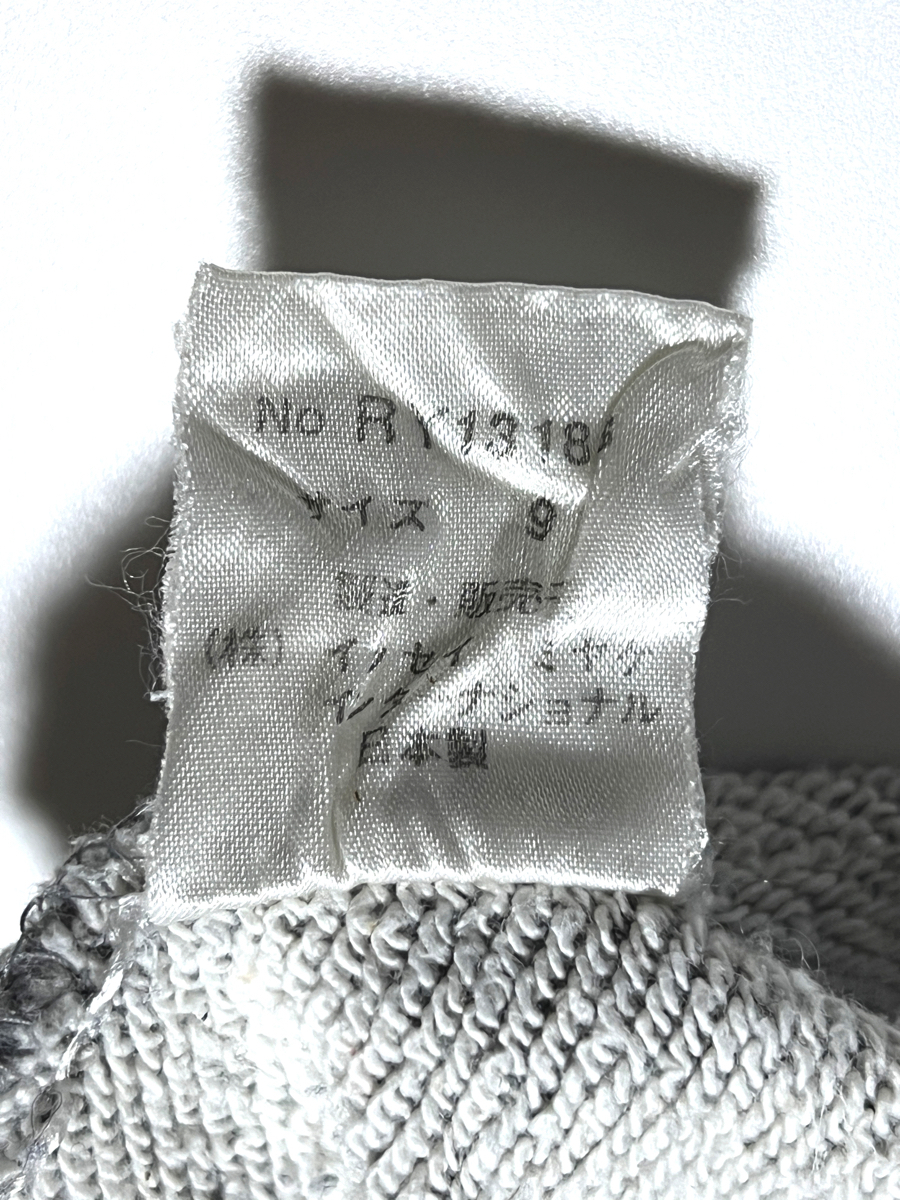 No RY1318
サイズ 9
製造・販売元
(株) イッセイ ミヤケ
インターナショナル
日本製